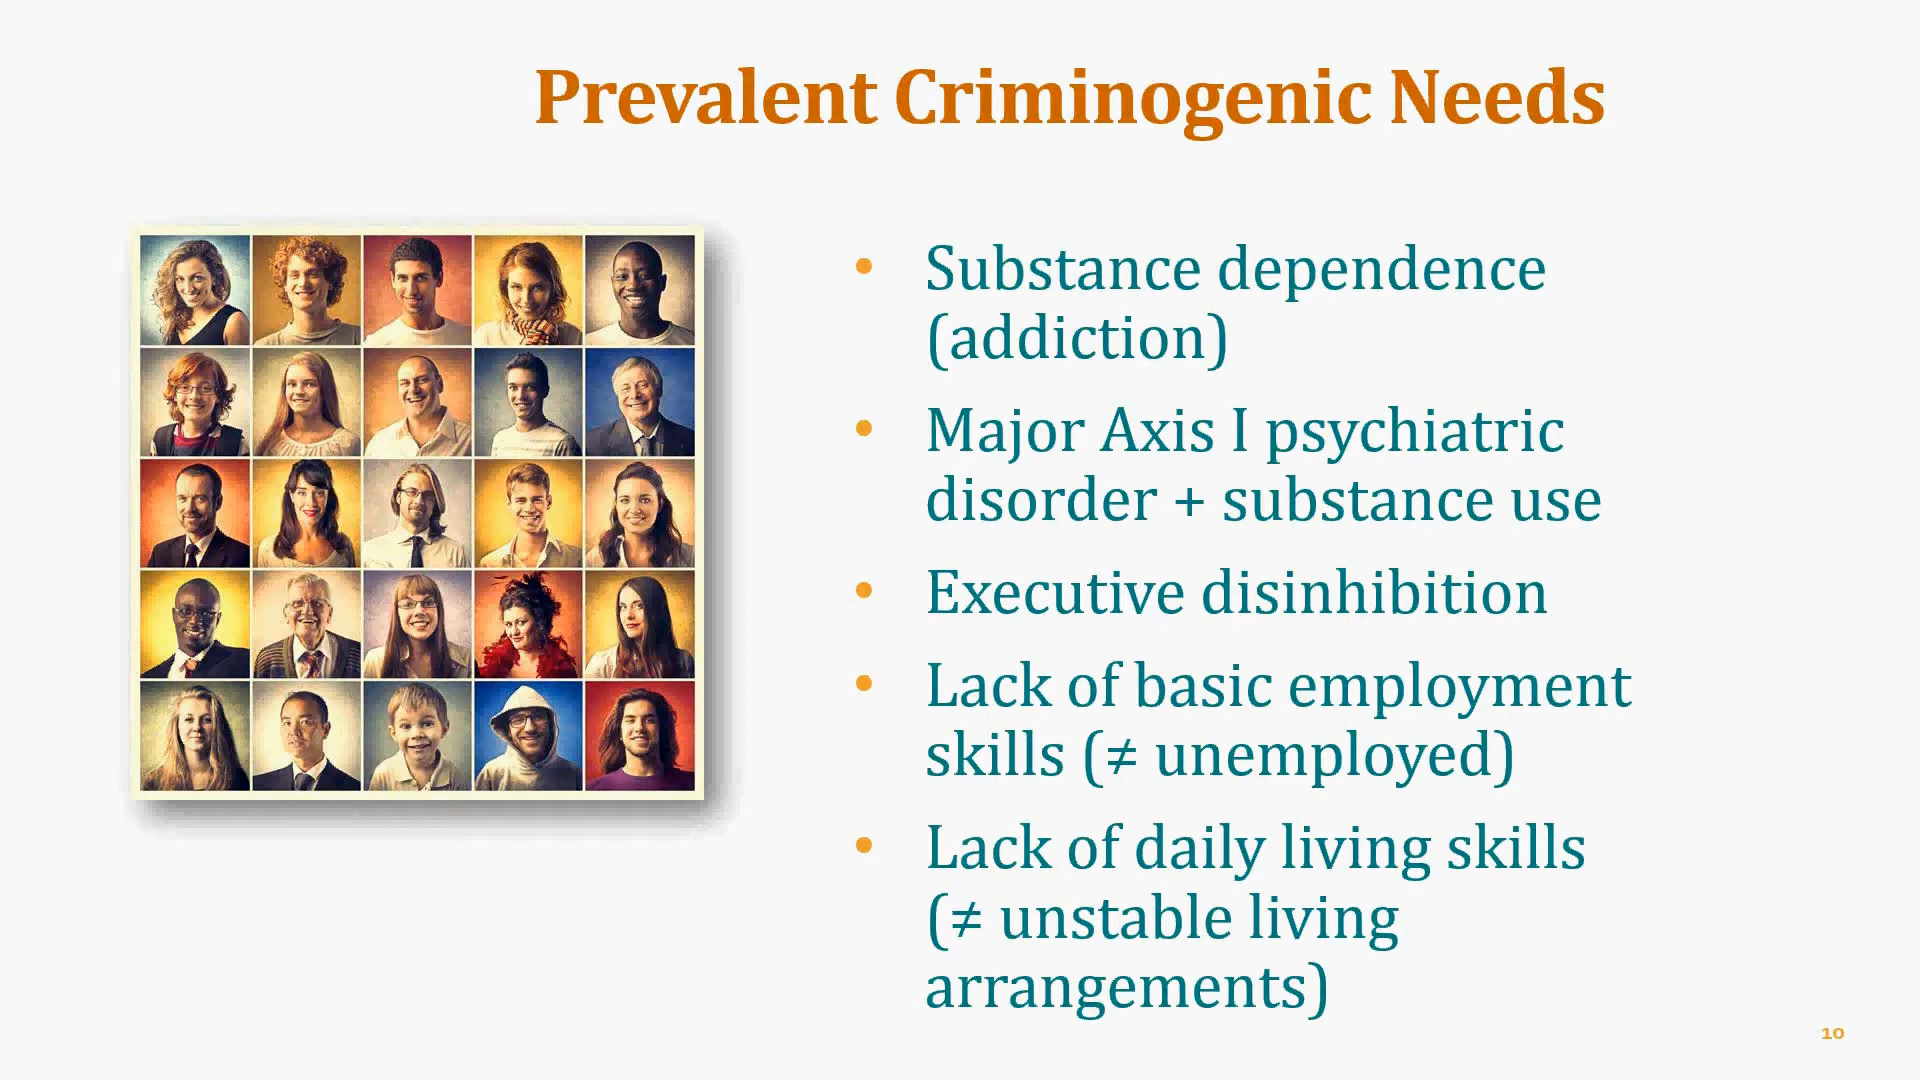 Prevalent Criminogenic Needs
• Substance dependence
(addiction)
• Major Axis I psychiatric
disorder + substance use
• Executive disinhibition
• Lack of basic employment
skills (≠ unemployed)
• Lack of daily living skills
(≠ unstable living
arrangements)
10